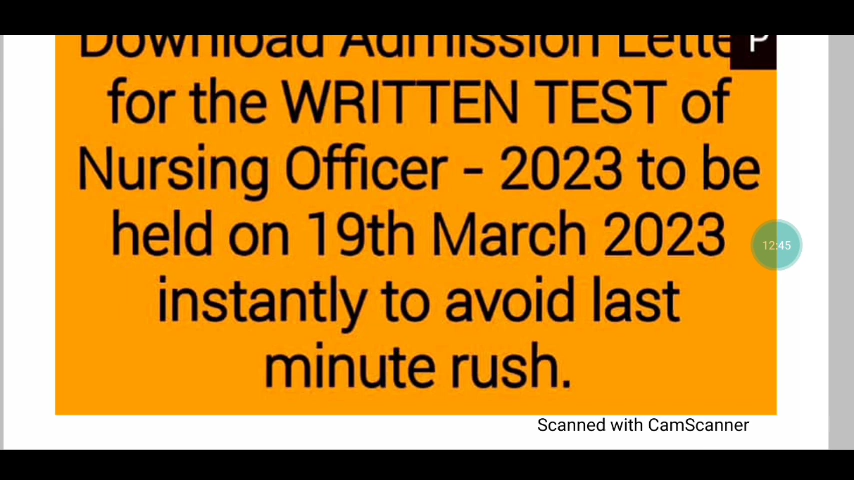 Download Admission Lette
P
for the WRITTEN TEST of
Nursing Officer - 2023 to be
held on 19th March 2023
12:45
instantly to avoid last
minute rush.
Scanned with CamScanner